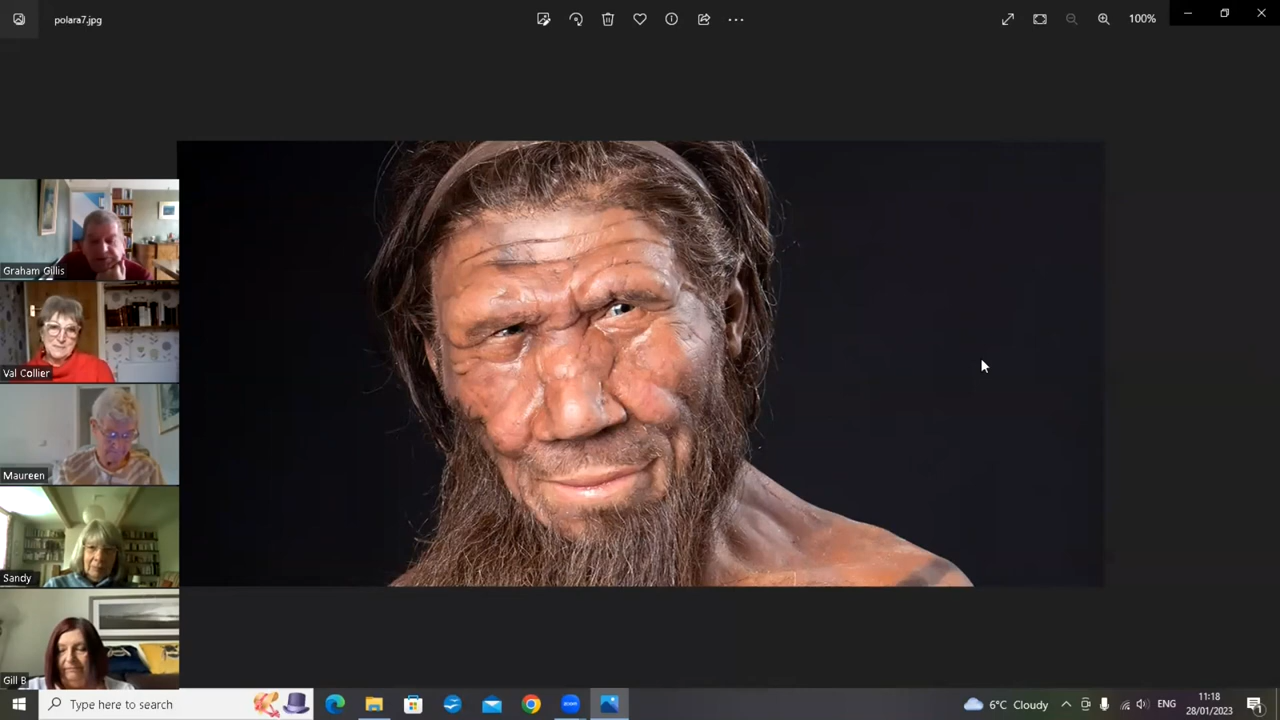 polara7.jpg
100%
Graham Gillis
Val Collier
Maureen
Sandy
Gill B
Type here to search
6°C Cloudy
ENG
11:18
28/01/2023